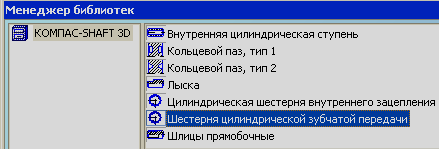 Менеджер библиотек
КОМПАС-SHAFT 3D
Внутренняя цилиндрическая ступень
Кольцевой паз, тип 1
Кольцевой паз, тип 2
Лыска
Цилиндрическая шестерня внутреннего зацепления
Шестерня цилиндрической зубчатой передачи
Шлицы прямобочные